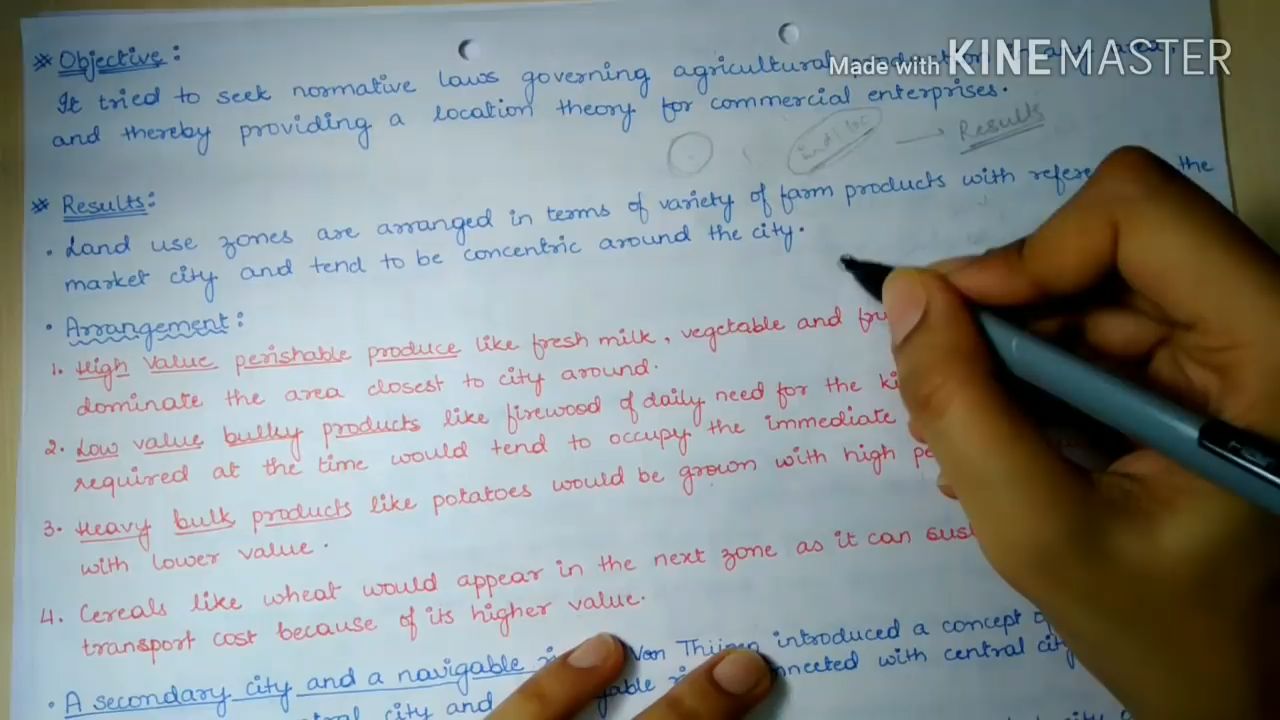 Made with KINEMASTER
* Objective:
It tried to seek normative laws governing agricultural
and thereby providing a location theory for commercial enterprises.
→ Results
* Results:
• Land use zones are arranged in terms of variety of farm products with the
market city and tend to be concentric around the city.
• Arrangement:
1. High value perishable produce like fresh milk, vegetable and
dominate the area closest to city around.
2. Low value bulky products like firewood of daily need for the
required at the time would tend to occupy the immediate
3. Heavy bulk products like potatoes would be grown with high
with lower value.
4. Cereals like wheat would appear in the next zone as it can
transport cost because of its higher value.
• A secondary city and a navigable Von Thünen introduced a concept
city and connected with central